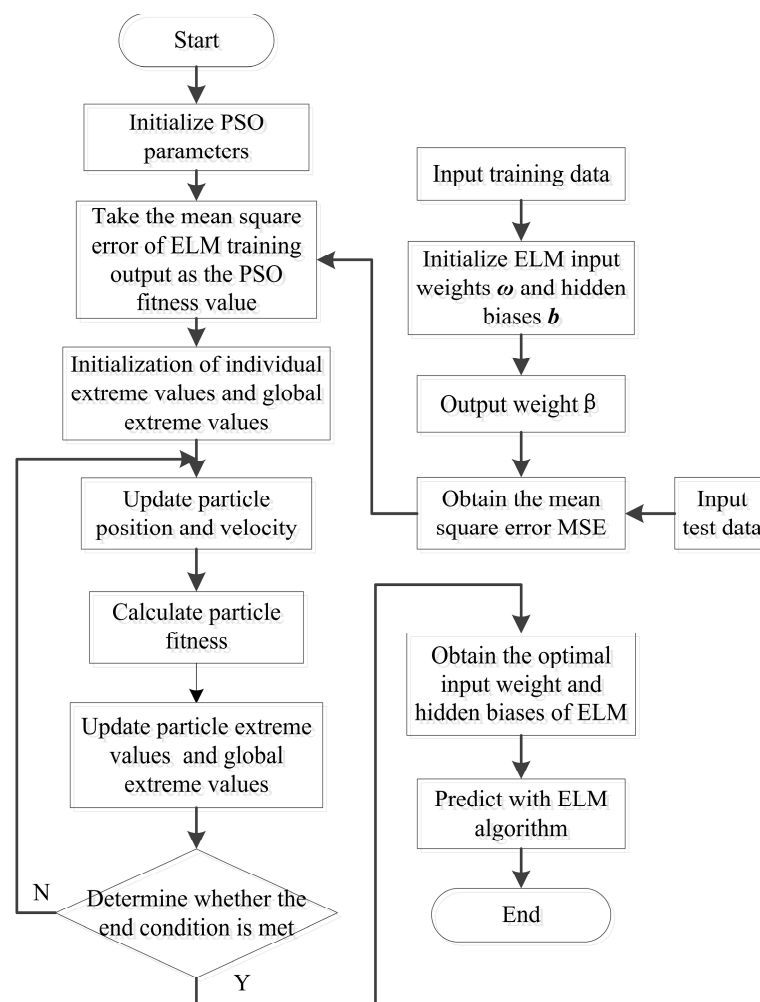 Start
Initialize PSO
parameters
Take the mean square
error of ELM training
output as the PSO
fitness value
Initialization of individual
extreme values and global
extreme values
Update particle
position and velocity
Calculate particle
fitness
Update particle extreme
values and global
extreme values
Determine whether the
end condition is met
N
Y
Input training data
Initialize ELM input
weights ω and hidden
biases b
Output weight β
Obtain the mean
square error MSE
Input
test data
Obtain the optimal
input weight and
hidden biases of ELM
Predict with ELM
algorithm
End